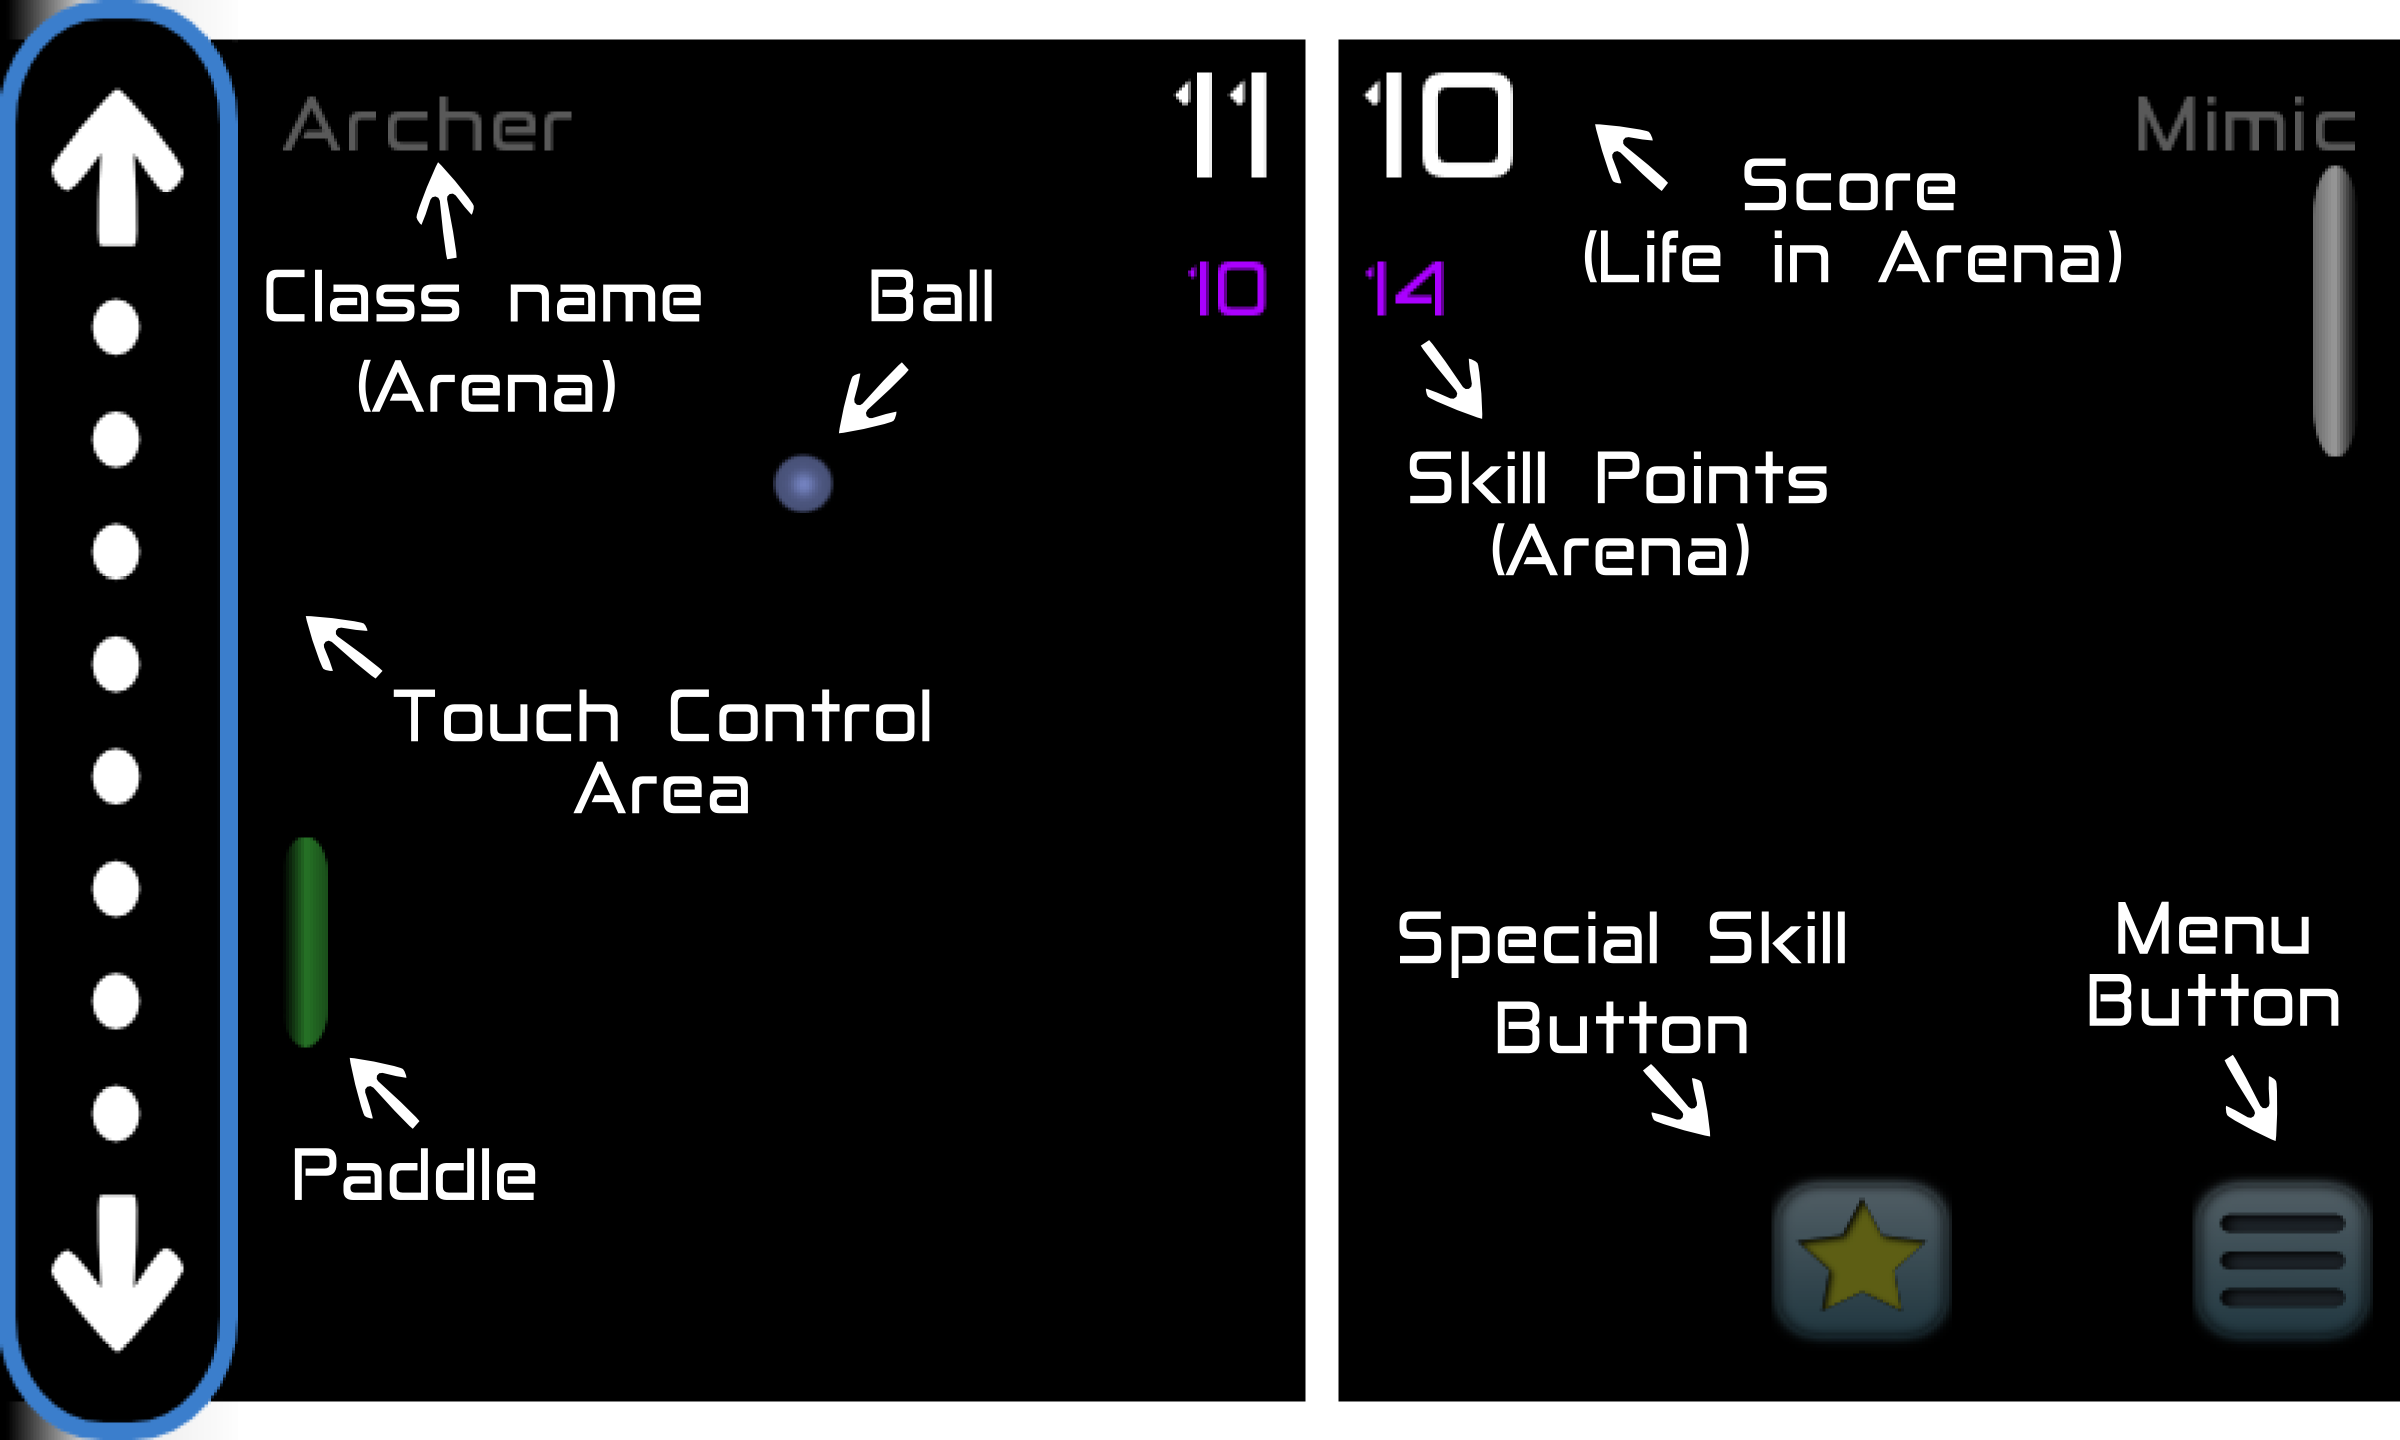 Archer
11
10
Mimic
Score
(Life in Arena)
Class name
(Arena)
Ball
10
14
Skill Points
(Arena)
Touch Control
Area
Paddle
Special Skill
Button
Menu
Button